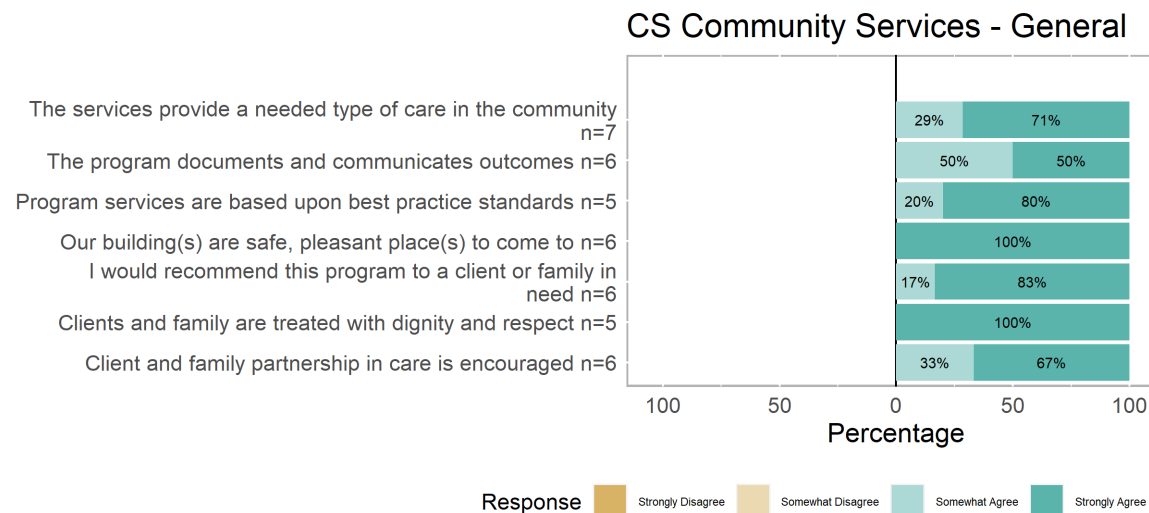 CS Community Services - General
The services provide a needed type of care in the community
n=7
29% 71%
The program documents and communicates outcomes n=6
50% 50%
Program services are based upon best practice standards n=5
20% 80%
Our building(s) are safe, pleasant place(s) to come to n=6
100%
I would recommend this program to a client or family in
need n=6
17% 83%
Clients and family are treated with dignity and respect n=5
100%
Client and family partnership in care is encouraged n=6
33% 67%
100 50 0 50 100
Percentage
Response Strongly Disagree Somewhat Disagree Somewhat Agree Strongly Agree